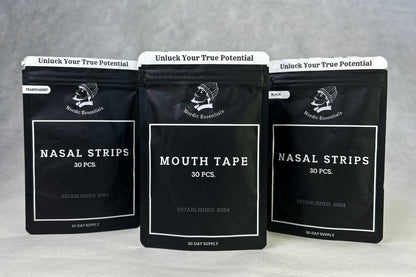 Unluck Your True Potential
TRANSPARENT
Nordic Essentials
NASAL STRIPS
30 PCS.
ESTABLISHED 2024
30 DAY SUPPLY
Unluck Your True Potential
Nordic Essentials
MOUTH TAPE
30 PCS.
ESTABLISHED 2024
30 DAY SUPPLY
Unluck Your True Potential
BLACK
Nordic Essentials
NASAL STRIPS
30 PCS.
ESTABLISHED 2024
30 DAY SUPPLY